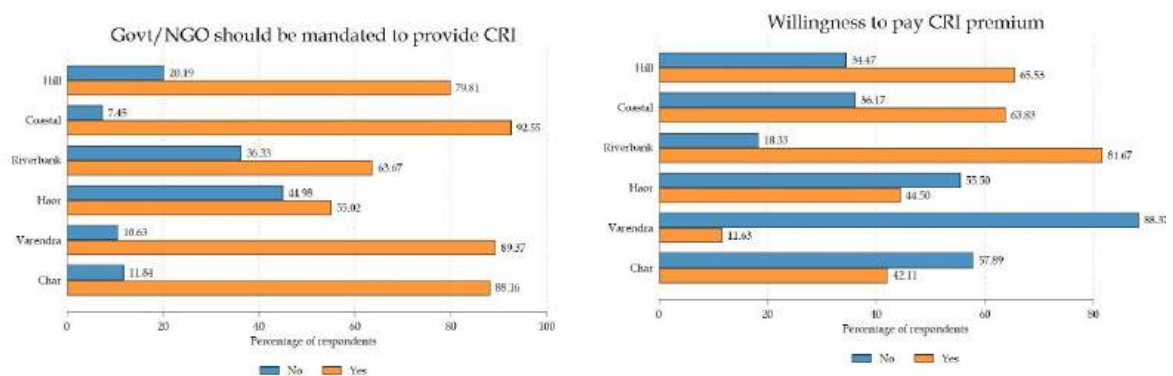 Govt/NGO should be mandated to provide CRI
Hill
20.19
79.81
Coastal
7.45
92.55
Riverbank
36.33
63.67
Haor
44.98
55.02
Varendra
10.63
89.37
Char
11.84
88.16
0 20 40 60 80 100
Percentage of respondents
No Yes
Willingness to pay CRI premium
Hill
34.47
65.53
Coastal
36.17
63.83
Riverbank
18.33
81.67
Haor
55.50
44.50
Varendra
88.37
11.63
Char
57.89
42.11
0 20 40 60 80
Percentage of respondents
No Yes